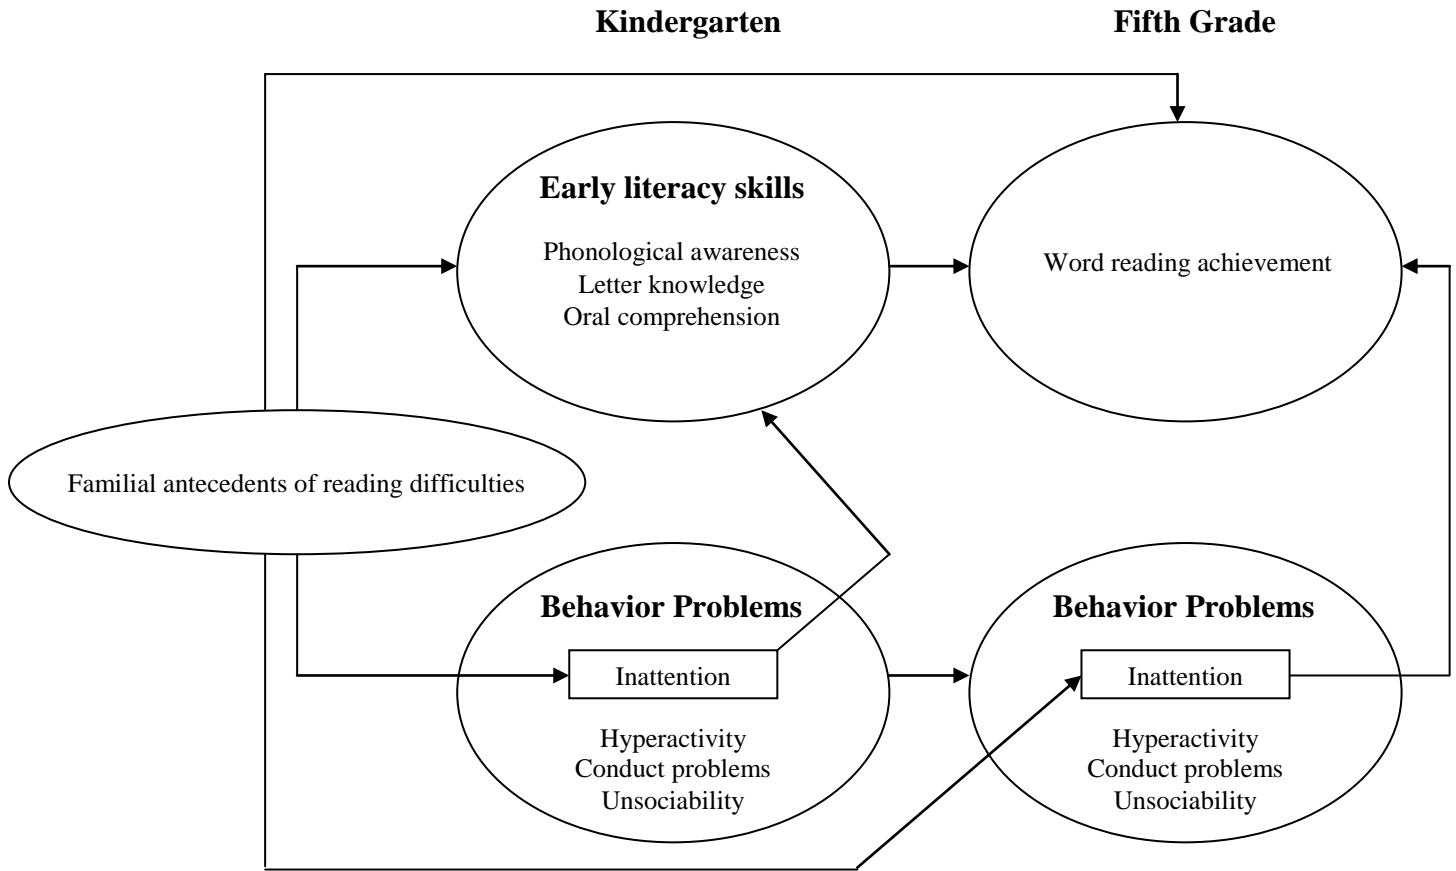 Kindergarten
Fifth Grade
Early literacy skills
Phonological awareness
Letter knowledge
Oral comprehension
Word reading achievement
Familial antecedents of reading difficulties
Behavior Problems
Inattention
Hyperactivity
Conduct problems
Unsociability
Behavior Problems
Inattention
Hyperactivity
Conduct problems
Unsociability